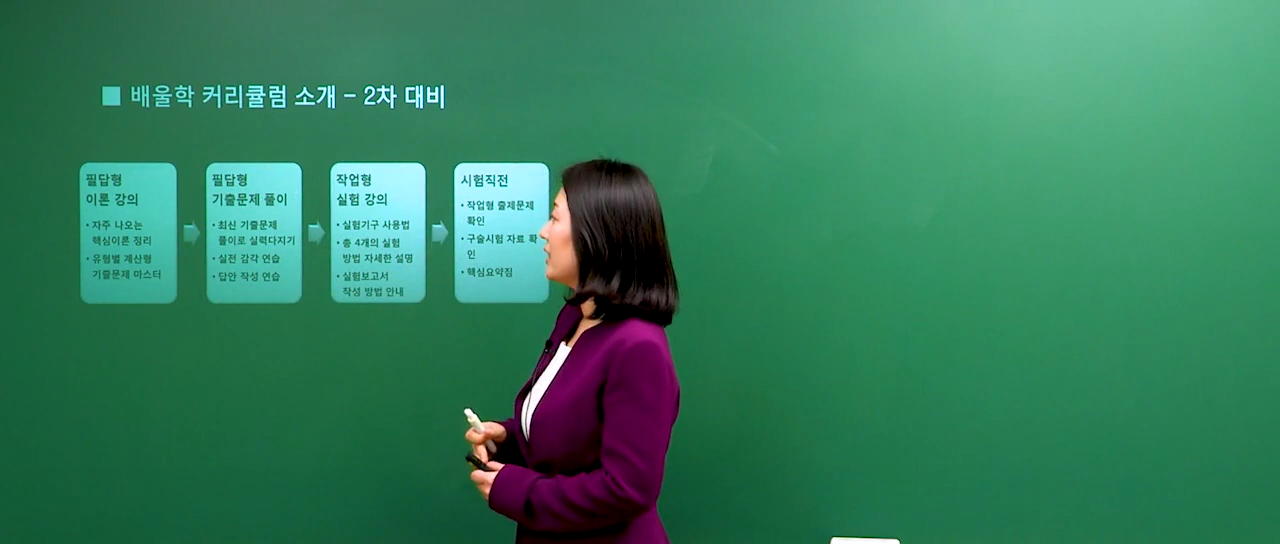 ■ 배울학 커리큘럼 소개 - 2차 대비
필답형
이론 강의
• 자주 나오는
핵심이론 정리
• 유형별 계산형
기출문제 마스터
필답형
기출문제 풀이
• 최신 기출문제
풀이로 실력다지기
• 실전 감각 연습
• 답안 작성 연습
작업형
실험 강의
• 실험기구 사용법
• 총 4개의 실험
방법 자세한 설명
• 실험보고서
작성 방법 안내
시험직전
• 작업형 출제문제
확인
• 구술시험 자료 확
인
• 핵심요약집